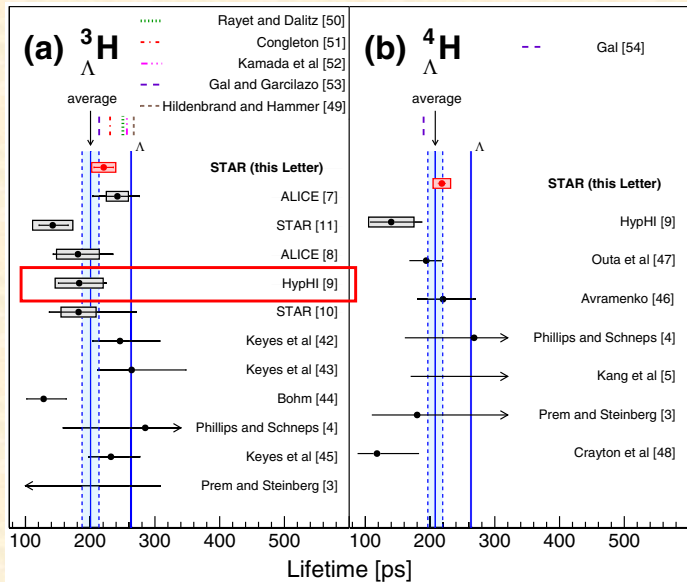 (a) ³ΛH
Rayet and Dalitz [50]
Congleton [51]
Kamada et al [52]
Gal and Garcilazo [53]
Hildenbrand and Hammer [49]
average
Λ
STAR (this Letter)
ALICE [7]
STAR [11]
ALICE [8]
HypHI [9]
STAR [10]
Keyes et al [42]
Keyes et al [43]
Bohm [44]
Phillips and Schneps [4]
Keyes et al [45]
Prem and Steinberg [3]
100 200 300 400 500
(b) ⁴ΛH
Gal [54]
average
Λ
STAR (this Letter)
HypHI [9]
Outa et al [47]
Avramenko [46]
Phillips and Schneps [4]
Kang et al [5]
Prem and Steinberg [3]
Crayton et al [48]
100 200 300 400 500
Lifetime [ps]